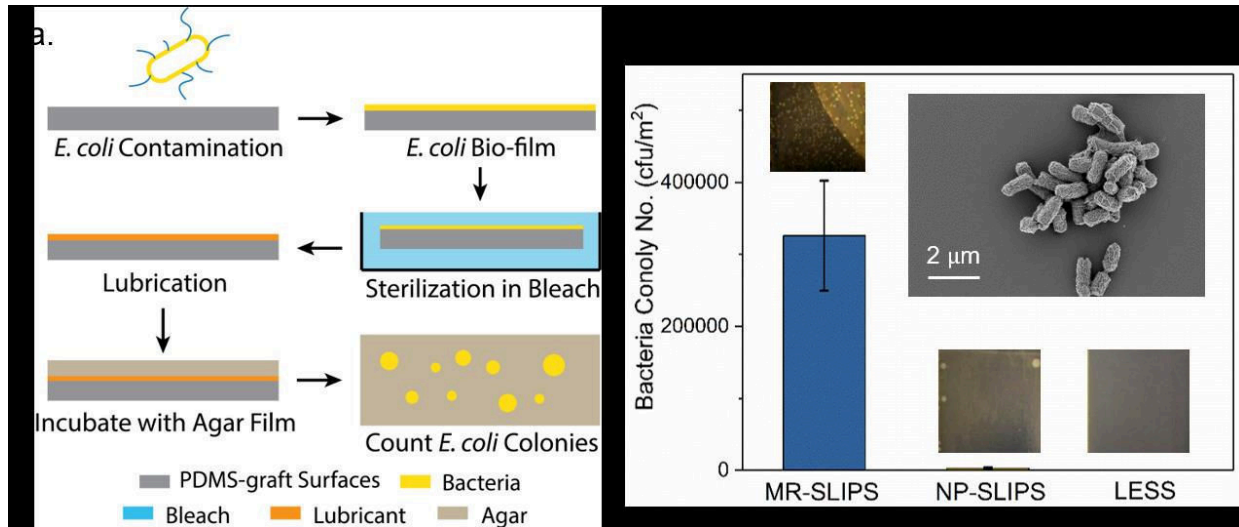 a.
E. coli Contamination
E. coli Bio-film
Lubrication
Sterilization in Bleach
Incubate with Agar Film
Count E. coli Colonies
PDMS-graft Surfaces
Bacteria
Bleach
Lubricant
Agar
Bacteria Conoly No. (cfu/m²)
400000
200000
0
2 μm
MR-SLIPS
NP-SLIPS
LESS